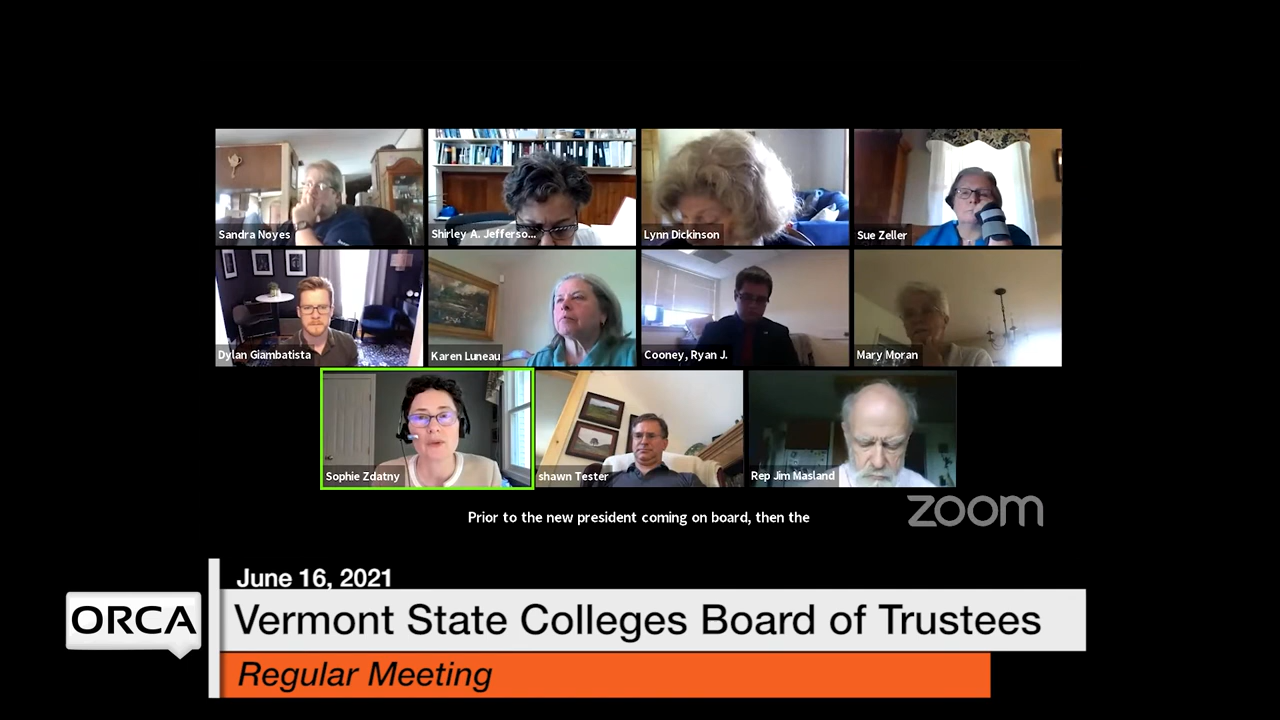 Sandra Noyes
Shirley A. Jefferso...
Lynn Dickinson
Sue Zeller
Dylan Giambatista
Karen Luneau
Cooney, Ryan J.
Mary Moran
Sophie Zdatny
shawn Tester
Rep Jim Masland
Prior to the new president coming on board, then the
zoom
June 16, 2021
ORCA
Vermont State Colleges Board of Trustees
Regular Meeting